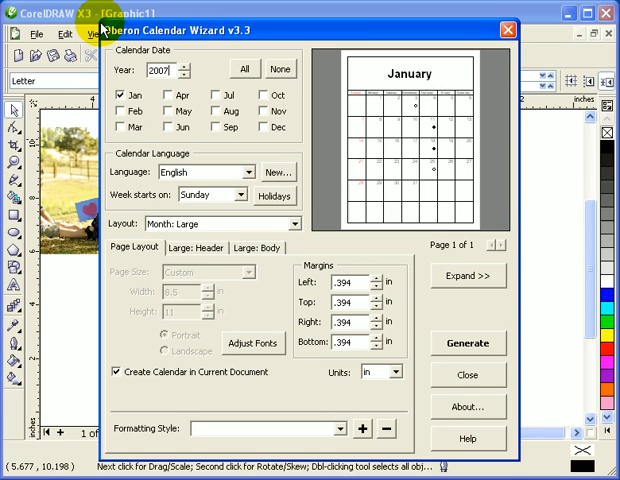 CorelDRAW X3 - [Graphic1]
File Edit
Letter
Oberon Calendar Wizard v3.3
Calendar Date
Year: 2007 All None
Jan Apr Jul Oct
Feb May Aug Nov
Mar Jun Sep Dec
Calendar Language
Language: English New...
Week starts on: Sunday Holidays
Layout: Month: Large
January
Page 1 of 1
Page Layout Large: Header Large: Body
Page Size: Custom
Width: 8.5 in
Height: 11 in
Portrait
Landscape
Adjust Fonts
Margins
Left: .394 in
Top: .394 in
Right: .394 in
Bottom: .394 in
Create Calendar in Current Document
Units: in
Formatting Style:
Expand >>
Generate
Close
About...
Help
1 of
inches
( 5.677 , 10.198 ) Next click for Drag/Scale; Second click for Rotate/Skew; Dbl-clicking tool selects all obj...